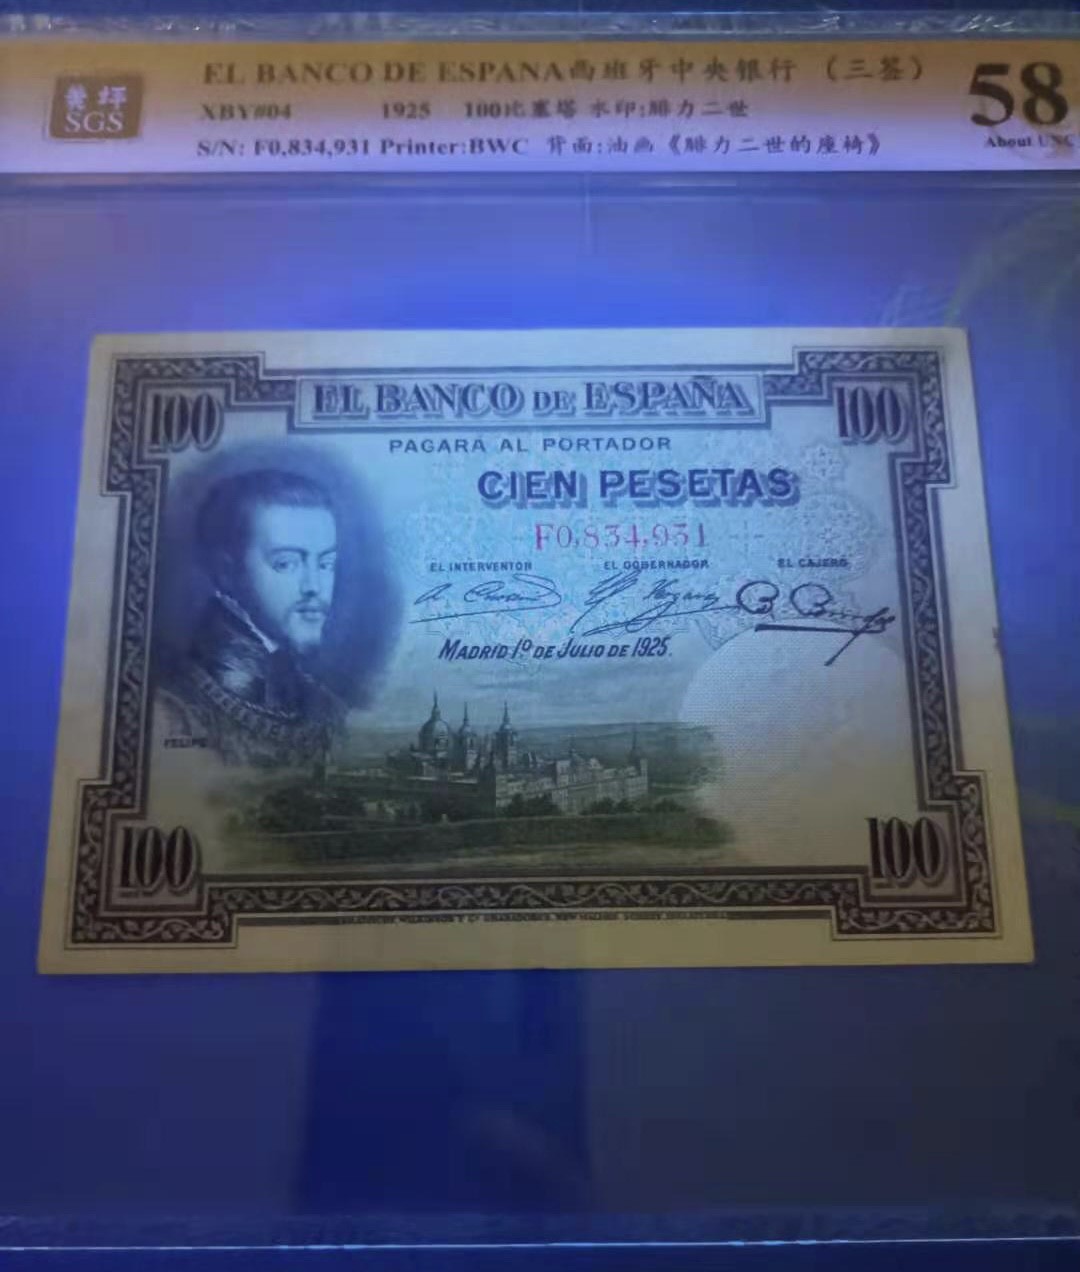 EL BANCO DE ESPANA西班牙中央银行 （三签）
XBY#04 1925 100比塞塔 水印:腓力二世
S/N: F0,834,931 Printer:BWC 背面:油画《腓力二世的座椅》
SGS
58
About UNC
100 EL BANCO DE ESPAÑA 100
PAGARÁ AL PORTADOR
CIEN PESETAS
F0,834,931
EL INTERVENTOR EL GOBERNADOR EL CAJERO
MADRID 1º DE JULIO DE 1925.
100 100